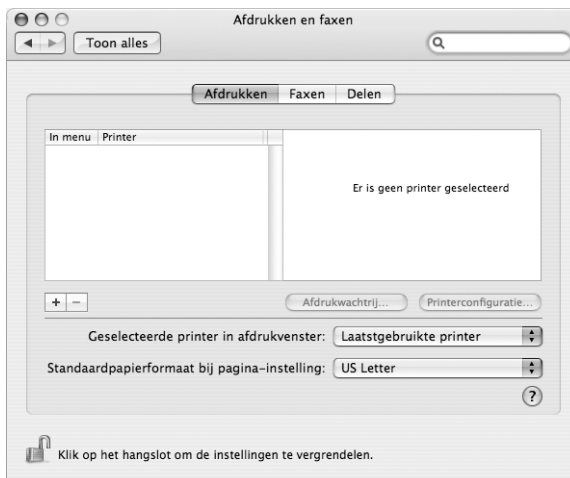 Afdrukken en faxen
Toon alles
Afdrukken Faxen Delen
In menu Printer
Er is geen printer geselecteerd
+ −
Afdrukwachtrij... Printerconfiguratie...
Geselecteerde printer in afdrukvenster: Laatstgebruikte printer
Standaardpapierformaat bij pagina-instelling: US Letter
?
Klik op het hangslot om de instellingen te vergrendelen.